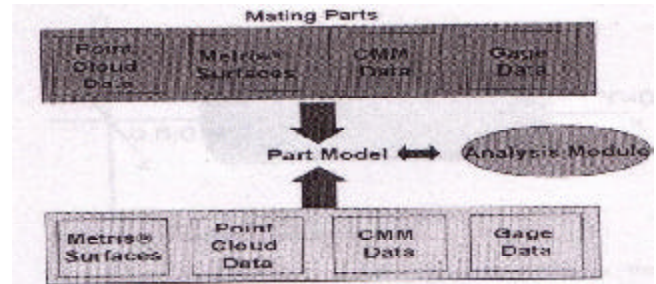 Mating Parts
Point
Cloud
Data
Metris®
Surfaces
CMM
Data
Gage
Data
Part Model
Analysis Module
Metris®
Surfaces
Point
Cloud
Data
CMM
Data
Gage
Data